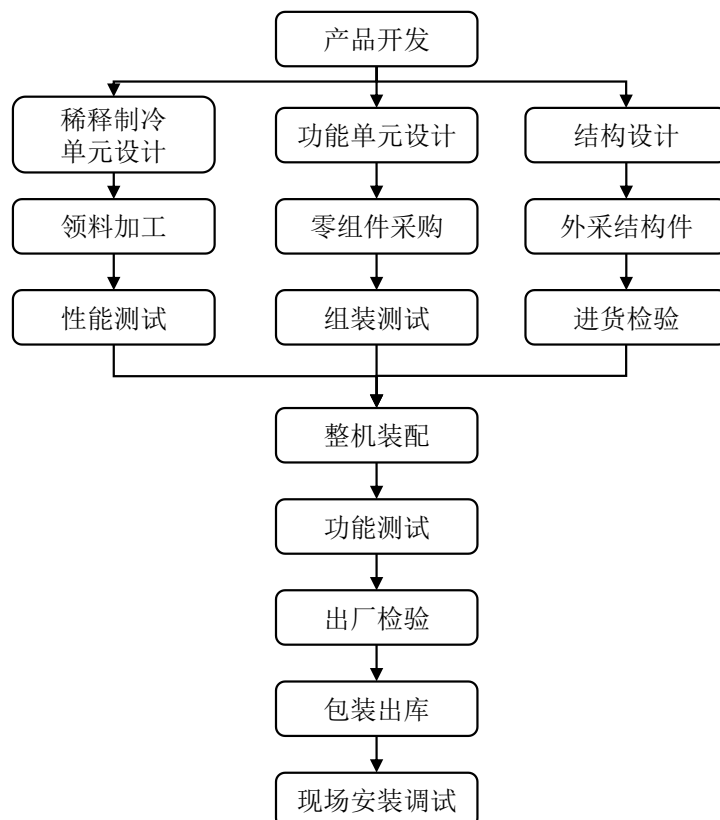 产品开发
稀释制冷
单元设计
功能单元设计
结构设计
领料加工
零组件采购
外采结构件
性能测试
组装测试
进货检验
整机装配
功能测试
出厂检验
包装出库
现场安装调试